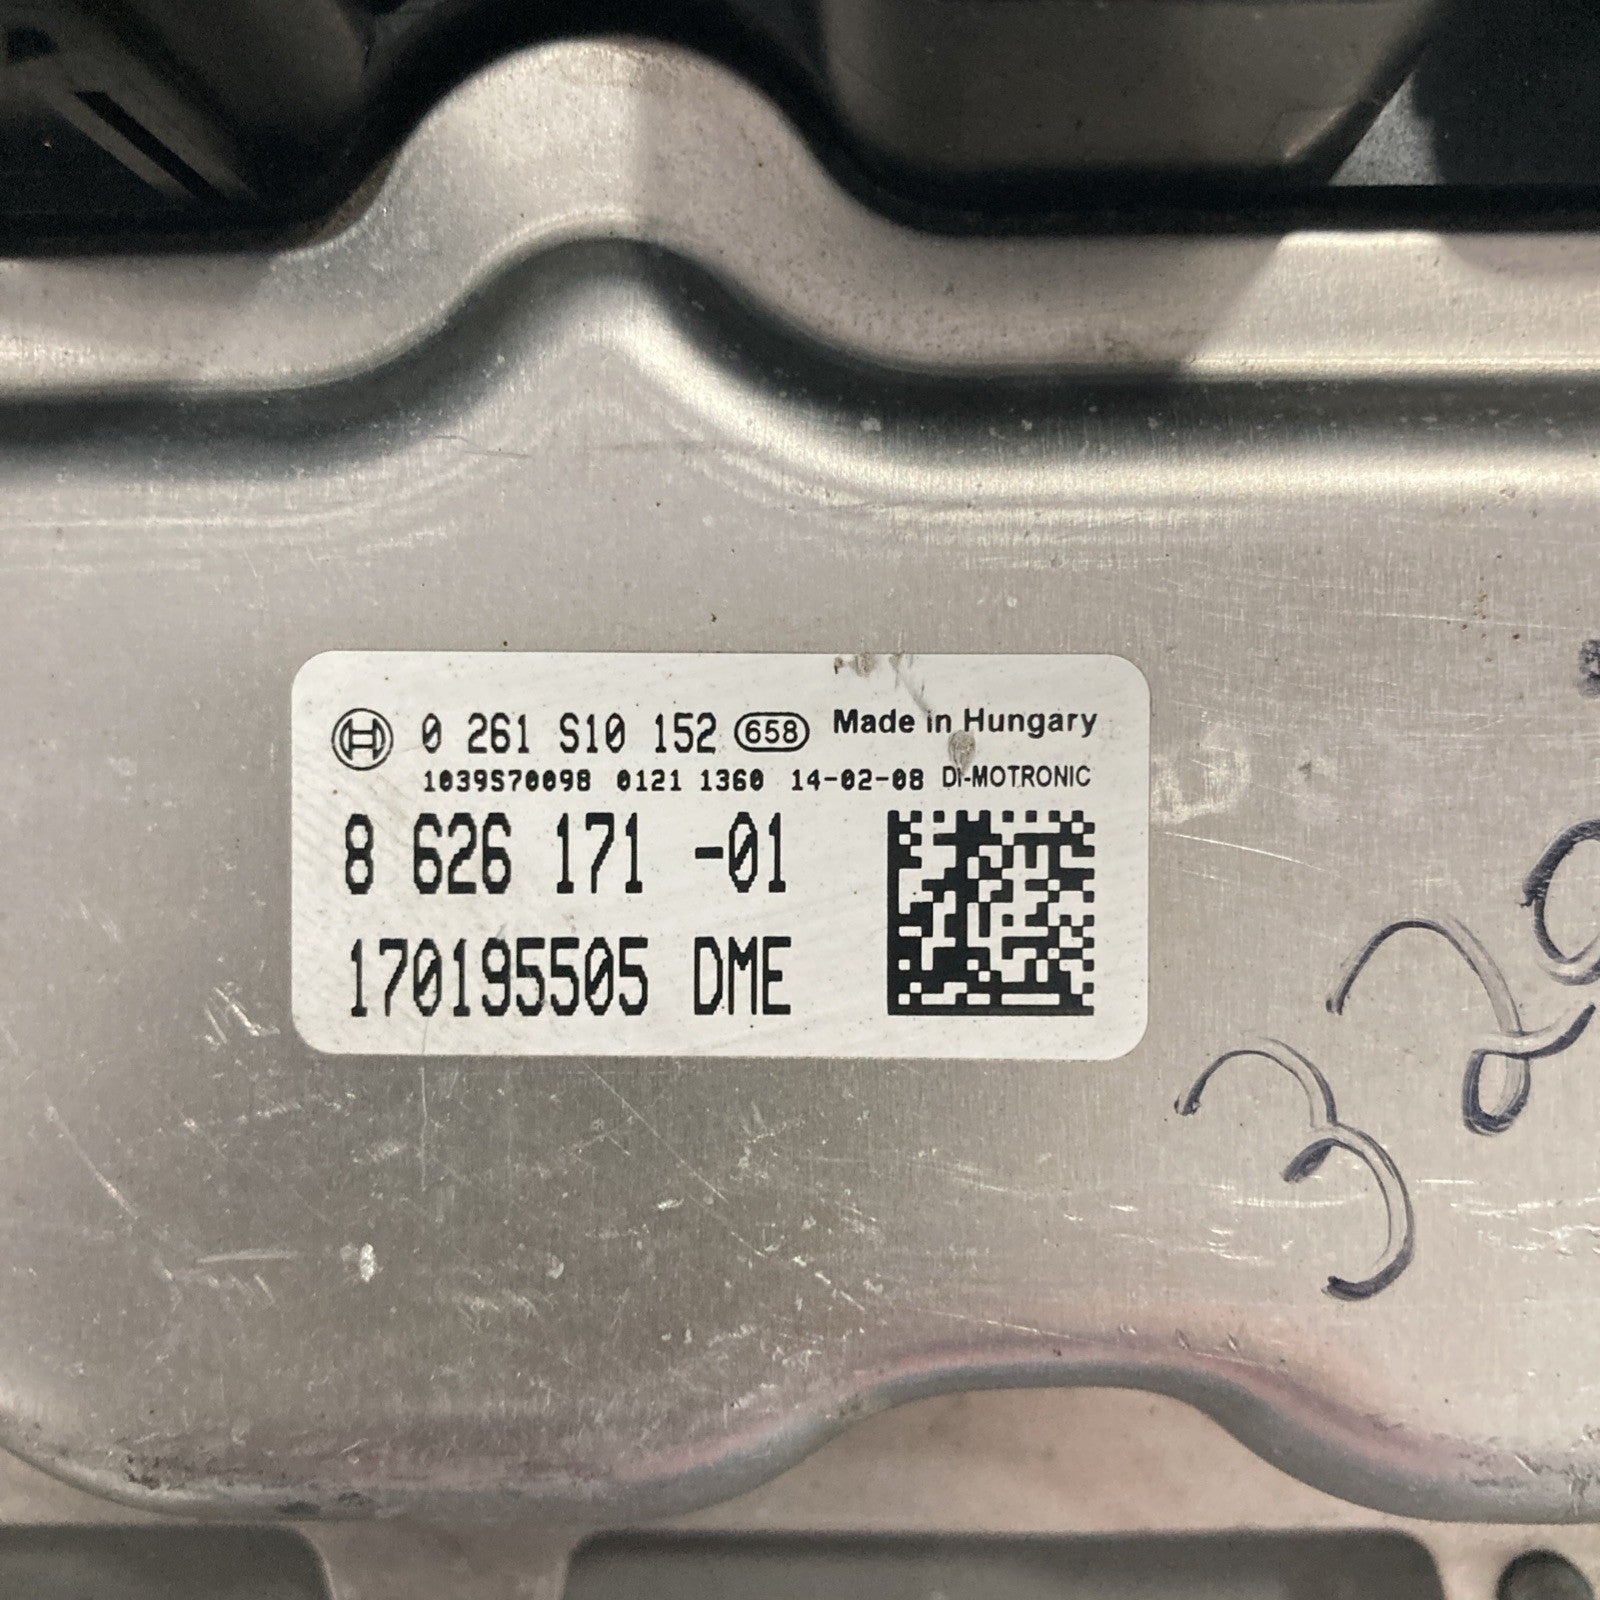 0 261 S10 152 658 Made in Hungary
1039S70098 0121 1360 14-02-08 DI-MOTRONIC
8 626 171 -01
170195505 DME
328